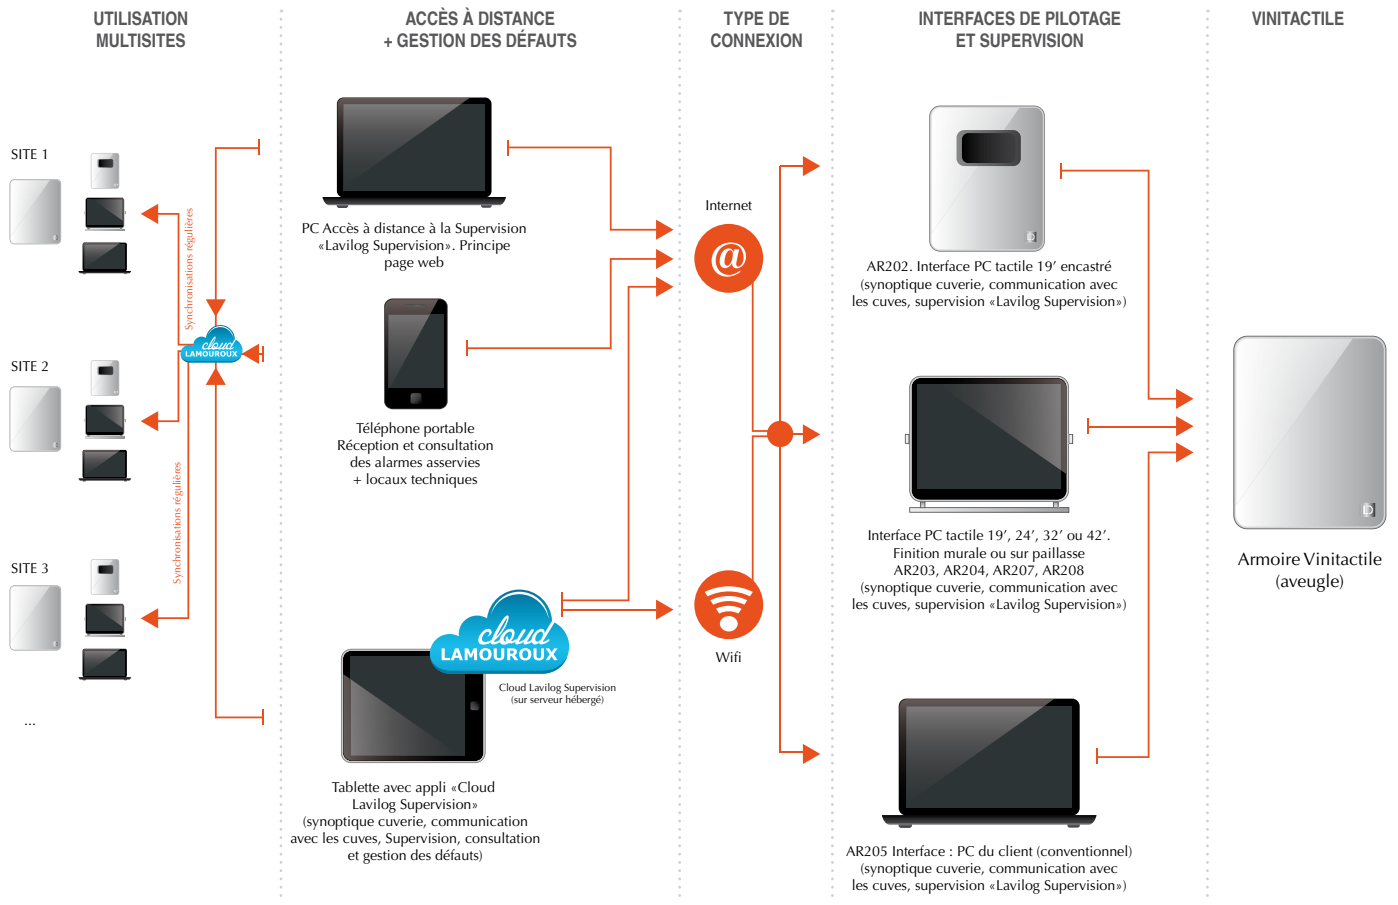 UTILISATION
MULTISITES
ACCÈS À DISTANCE
+ GESTION DES DÉFAUTS
TYPE DE
CONNEXION
INTERFACES DE PILOTAGE
ET SUPERVISION
VINITACTILE
SITE 1
Synchronisations régulières
cloud
LAMOUROUX
SITE 2
Synchronisations régulières
SITE 3
...
PC Accès à distance à la Supervision
«Lavilog Supervision». Principe
page web
Téléphone portable
Réception et consultation
des alarmes asservies
+ locaux techniques
cloud
LAMOUROUX
Cloud Lavilog Supervision
(sur serveur hébergé)
Tablette avec appli «Cloud
Lavilog Supervision»
(synoptique cuverie, communication
avec les cuves, Supervision, consultation
et gestion des défauts)
Internet
@
Wifi
AR202. Interface PC tactile 19’ encastré
(synoptique cuverie, communication avec
les cuves, supervision «Lavilog Supervision»)
Interface PC tactile 19’, 24’, 32’ ou 42’.
Finition murale ou sur paillasse
AR203, AR204, AR207, AR208
(synoptique cuverie, communication avec
les cuves, supervision «Lavilog Supervision»)
AR205 Interface : PC du client (conventionnel)
(synoptique cuverie, communication avec
les cuves, supervision «Lavilog Supervision»)
Armoire Vinitactile
(aveugle)